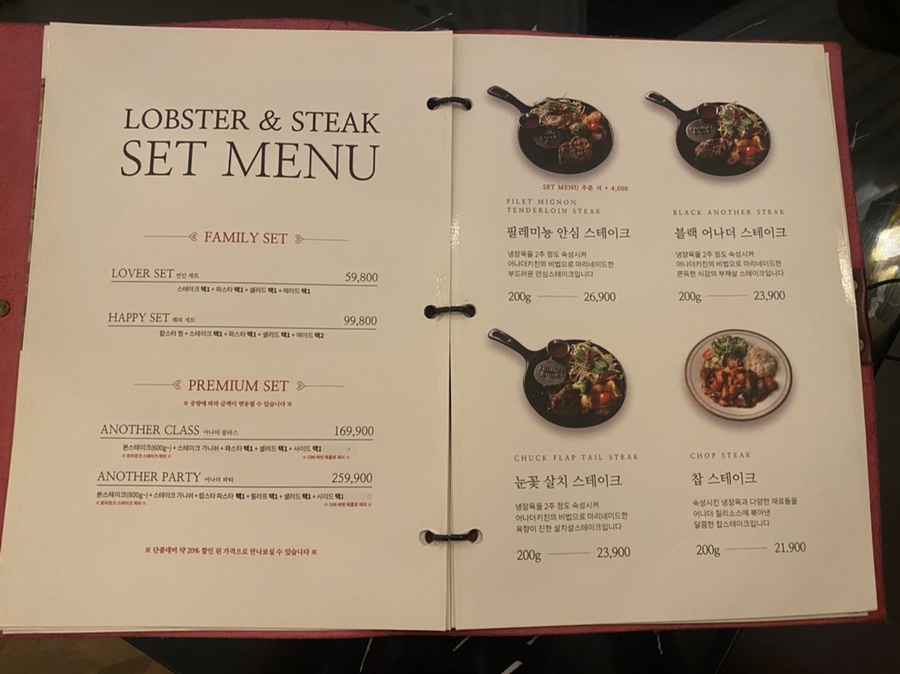 LOBSTER & STEAK
SET MENU
FAMILY SET
LOVER SET 연인 세트 59,800
스테이크 택1 + 파스타 택1 + 샐러드 택1 + 에이드 택1
HAPPY SET 해피 세트 99,800
랍스터 찜 + 스테이크 택1 + 파스타 택1 + 샐러드 택1 + 에이드 택2
PREMIUM SET
※ 중량에 따라 금액이 변동될 수 있습니다 ※
ANOTHER CLASS 어나더 클라스 169,900
본스테이크(600g~) + 스테이크 가니쉬 + 파스타 택1 + 샐러드 택1 + 사이드 택1
ANOTHER PARTY 어나더 파티 259,900
본스테이크(800g~) + 스테이크 가니쉬 + 랍스타 파스타 택1 + 필라프 택1 + 샐러드 택1 + 사이드 택1
※ 단품대비 약 20% 할인 된 가격으로 만나보실 수 있습니다 ※
SET MENU 주문 시 + 4,000
FILET MIGNON
TENDERLOIN STEAK
필레미뇽 안심 스테이크
냉장육을 2주 정도 숙성시켜
어나더키친의 비법으로 마리네이드한
부드러운 안심스테이크입니다
200g 26,900
BLACK ANOTHER STEAK
블랙 어나더 스테이크
냉장육을 2주 정도 숙성시켜
어나더키친의 비법으로 마리네이드한
쫀득한 식감의 부채살 스테이크입니다
200g 23,900
CHUCK FLAP TAIL STEAK
눈꽃 살치 스테이크
냉장육을 2주 정도 숙성시켜
어나더키친의 비법으로 마리네이드한
육향이 진한 살치살스테이크입니다
200g 23,900
CHOP STEAK
찹 스테이크
숙성시킨 냉장육과 다양한 재료들을
어나더 칠리소스에 볶아낸
달콤한 찹스테이크입니다
200g 21.900